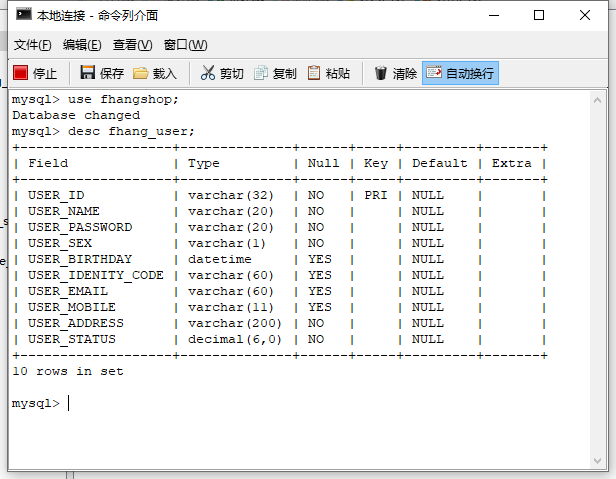 本地连接 - 命令列介面
文件(F) 编辑(E) 查看(V) 窗口(W)
停止 保存 载入 剪切 复制 粘贴 清除 自动换行
mysql> use fhangshop;
Database changed
mysql> desc fhang_user;
+-------------------+--------------+------+-----+---------+-------+
| Field | Type | Null | Key | Default | Extra |
+-------------------+--------------+------+-----+---------+-------+
| USER_ID | varchar(32) | NO | PRI | NULL | |
| USER_NAME | varchar(20) | NO | | NULL | |
| USER_PASSWORD | varchar(20) | NO | | NULL | |
| USER_SEX | varchar(1) | NO | | NULL | |
| USER_BIRTHDAY | datetime | YES | | NULL | |
| USER_IDENITY_CODE | varchar(60) | YES | | NULL | |
| USER_EMAIL | varchar(60) | YES | | NULL | |
| USER_MOBILE | varchar(11) | YES | | NULL | |
| USER_ADDRESS | varchar(200) | NO | | NULL | |
| USER_STATUS | decimal(6,0) | NO | | NULL | |
+-------------------+--------------+------+-----+---------+-------+
10 rows in set
mysql>